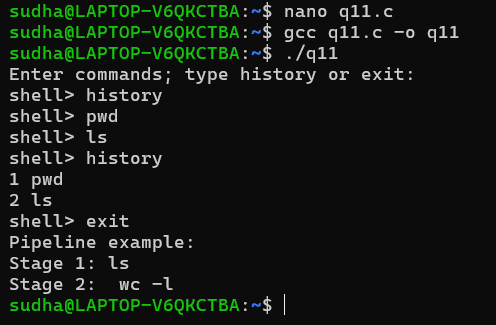 sudha@LAPTOP-V6QKCTBA:~$ nano q11.c
sudha@LAPTOP-V6QKCTBA:~$ gcc q11.c -o q11
sudha@LAPTOP-V6QKCTBA:~$ ./q11
Enter commands; type history or exit:
shell> history
shell> pwd
shell> ls
shell> history
1 pwd
2 ls
shell> exit
Pipeline example:
Stage 1: ls
Stage 2:  wc -l
sudha@LAPTOP-V6QKCTBA:~$